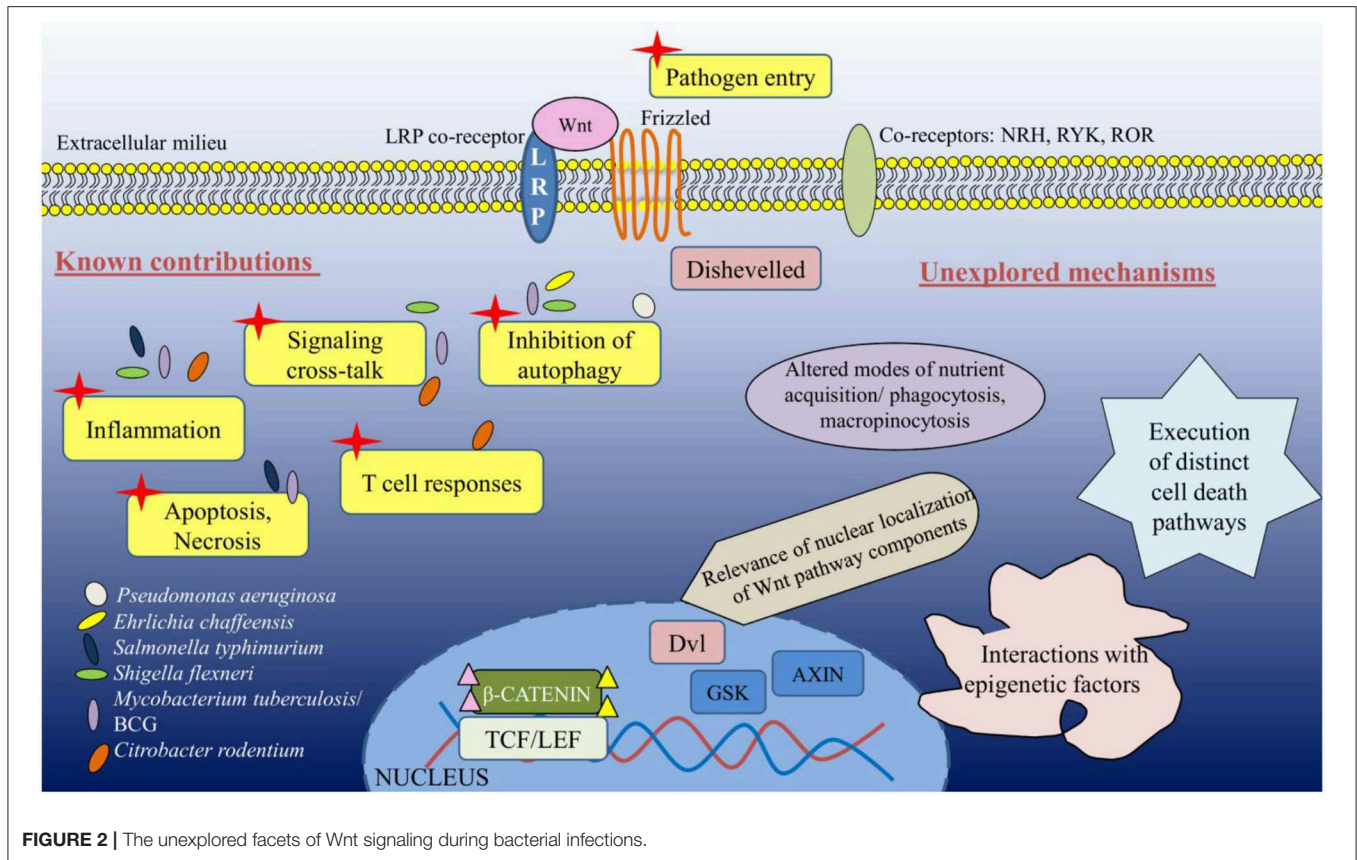 Pathogen entry
Extracellular milieu
LRP co-receptor
Wnt
Frizzled
Co-receptors: NRH, RYK, ROR
L
R
P
Known contributions
Dishevelled
Unexplored mechanisms
Signaling
cross-talk
Inhibition of
autophagy
Inflammation
T cell responses
Apoptosis,
Necrosis
Altered modes of nutrient
acquisition/ phagocytosis,
macropinocytosis
Execution
of distinct
cell death
pathways
Relevance of nuclear localization
of Wnt pathway components
Interactions with
epigenetic factors
Pseudomonas aeruginosa
Ehrlichia chaffeensis
Salmonella typhimurium
Shigella flexneri
Mycobacterium tuberculosis/
BCG
Citrobacter rodentium
Dvl
GSK
AXIN
β-CATENIN
TCF/LEF
NUCLEUS
FIGURE 2 | The unexplored facets of Wnt signaling during bacterial infections.